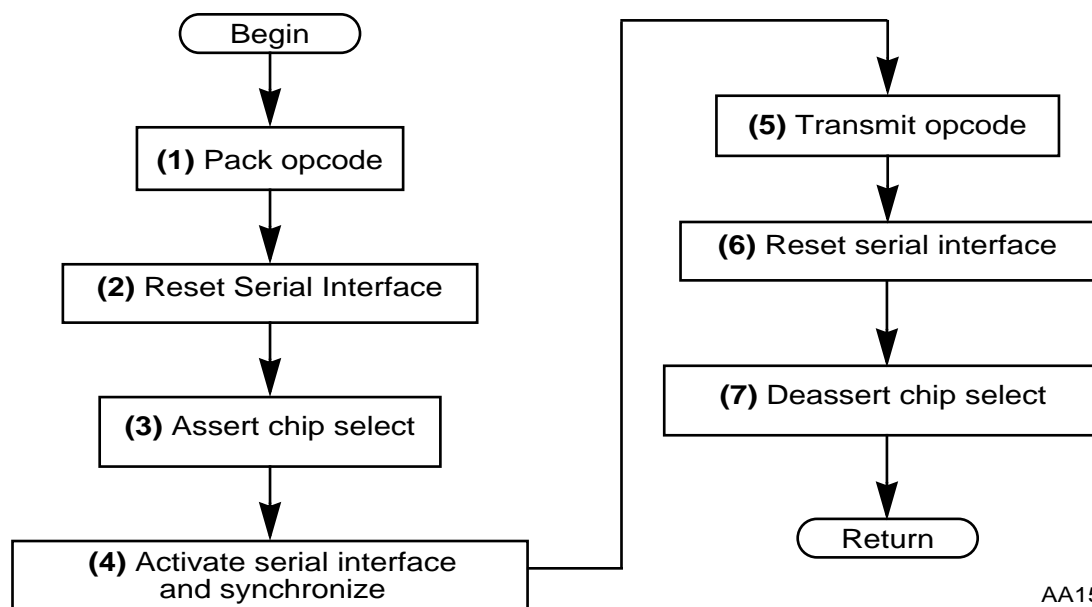 Begin
(1) Pack opcode
(2) Reset Serial Interface
(3) Assert chip select
(4) Activate serial interface
and synchronize
(5) Transmit opcode
(6) Reset serial interface
(7) Deassert chip select
Return